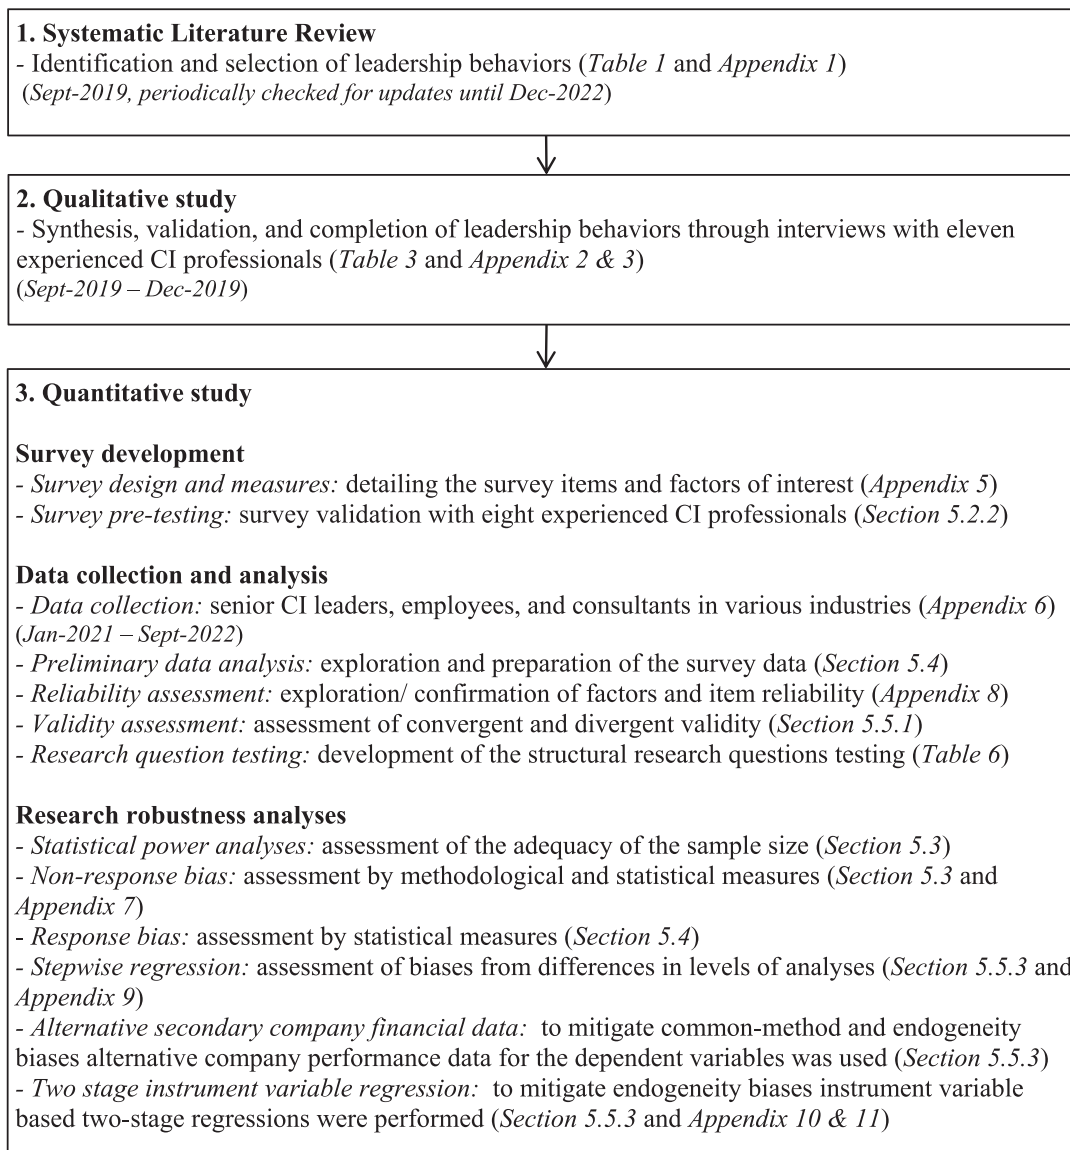 1. Systematic Literature Review
- Identification and selection of leadership behaviors (Table 1 and Appendix 1)
(Sept-2019, periodically checked for updates until Dec-2022)
2. Qualitative study
- Synthesis, validation, and completion of leadership behaviors through interviews with eleven
experienced CI professionals (Table 3 and Appendix 2 & 3)
(Sept-2019 – Dec-2019)
3. Quantitative study
Survey development
- Survey design and measures: detailing the survey items and factors of interest (Appendix 5)
- Survey pre-testing: survey validation with eight experienced CI professionals (Section 5.2.2)
Data collection and analysis
- Data collection: senior CI leaders, employees, and consultants in various industries (Appendix 6)
(Jan-2021 – Sept-2022)
- Preliminary data analysis: exploration and preparation of the survey data (Section 5.4)
- Reliability assessment: exploration/ confirmation of factors and item reliability (Appendix 8)
- Validity assessment: assessment of convergent and divergent validity (Section 5.5.1)
- Research question testing: development of the structural research questions testing (Table 6)
Research robustness analyses
- Statistical power analyses: assessment of the adequacy of the sample size (Section 5.3)
- Non-response bias: assessment by methodological and statistical measures (Section 5.3 and
Appendix 7)
- Response bias: assessment by statistical measures (Section 5.4)
- Stepwise regression: assessment of biases from differences in levels of analyses (Section 5.5.3 and
Appendix 9)
- Alternative secondary company financial data: to mitigate common-method and endogeneity
biases alternative company performance data for the dependent variables was used (Section 5.5.3)
- Two stage instrument variable regression: to mitigate endogeneity biases instrument variable
based two-stage regressions were performed (Section 5.5.3 and Appendix 10 & 11)